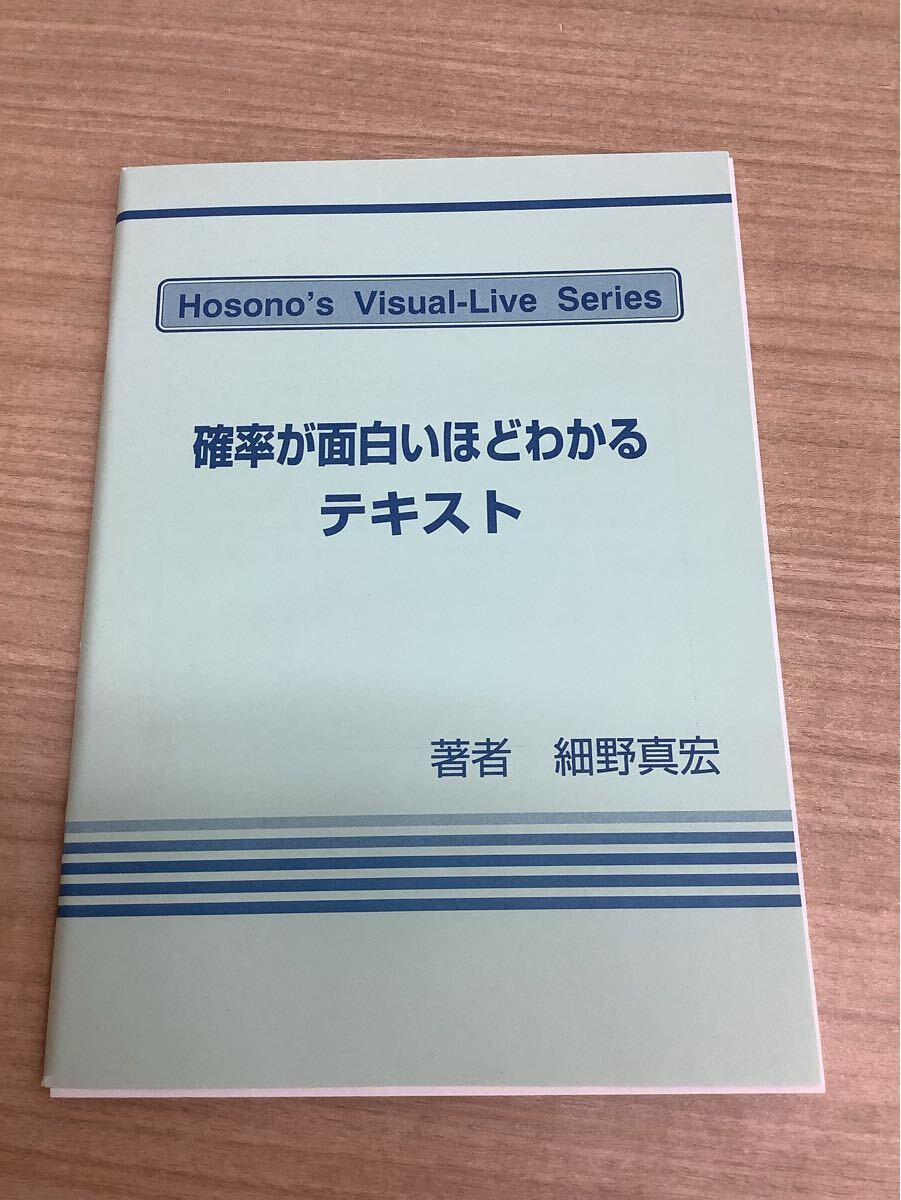 Hosono's Visual-Live Series
確率が面白いほどわかる
テキスト
著者 細野真宏